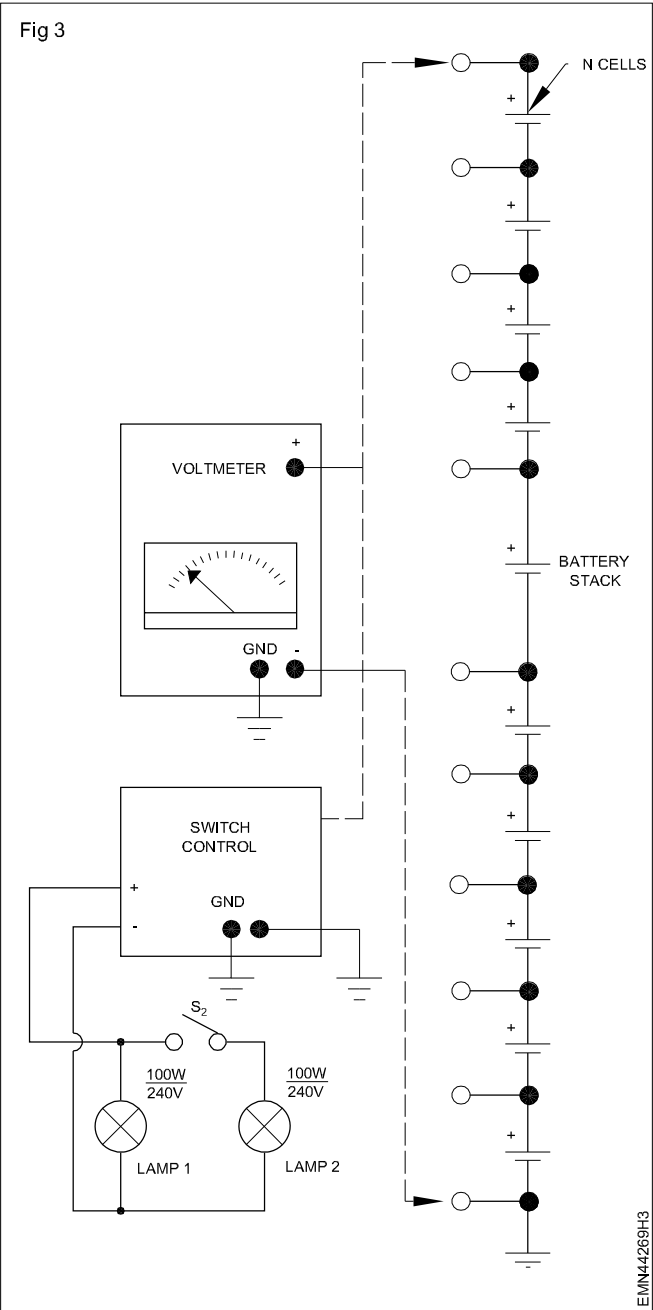 Fig 3
N CELLS
+
+
+
+
+
VOLTMETER
+
BATTERY
STACK
GND -
+
SWITCH
CONTROL
+
+
-
GND
+
S2
+
100W
240V
100W
240V
+
LAMP 1
LAMP 2
EMN44269H3